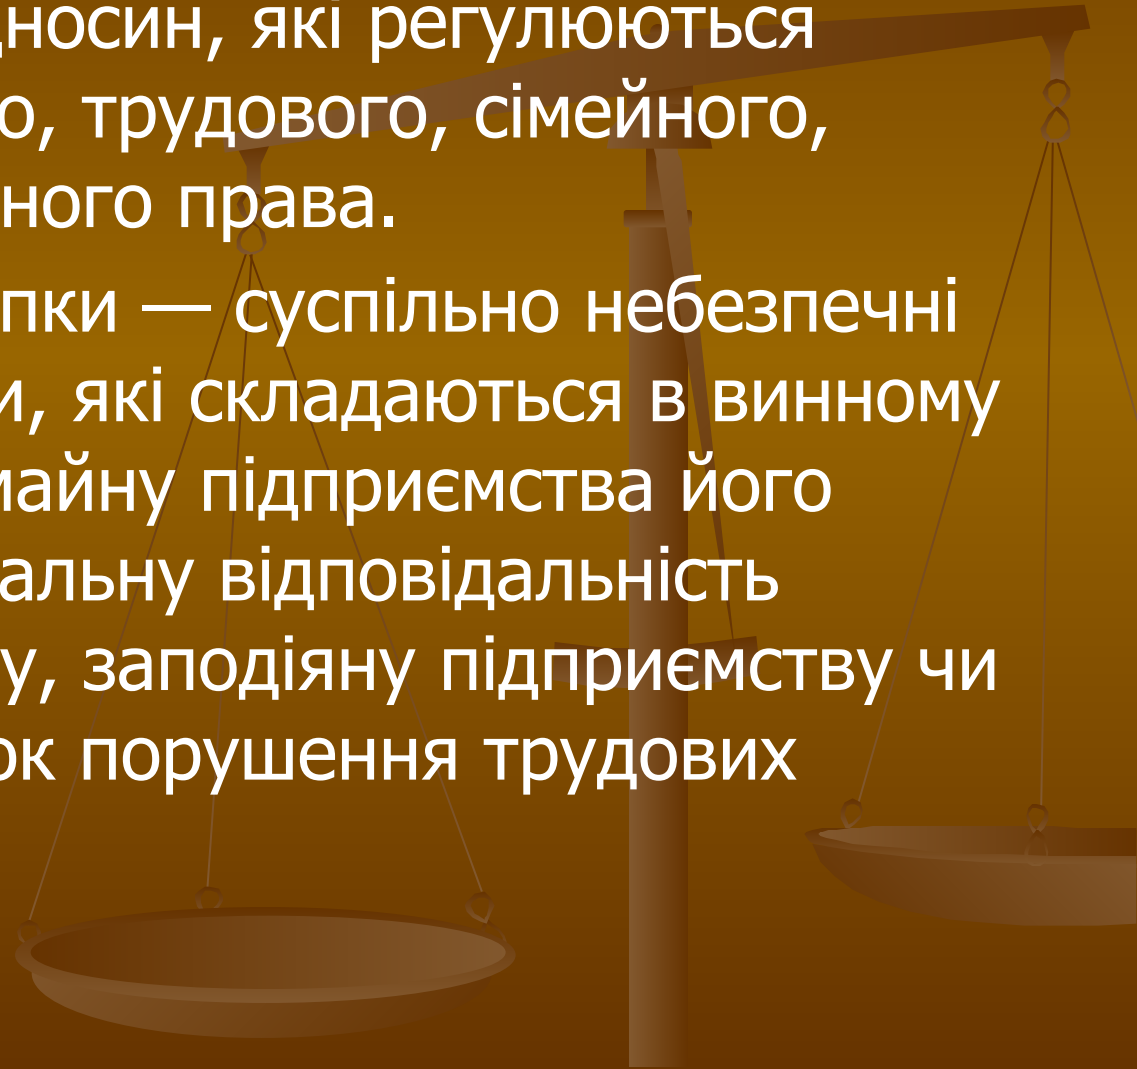 дносин, які регулюються
о, трудового, сімейного,
ного права.
пки — суспільно небезпечні
и, які складаються в винному
майну підприємства його
альну відповідальність
у, заподіяну підприємству чи
ок порушення трудових